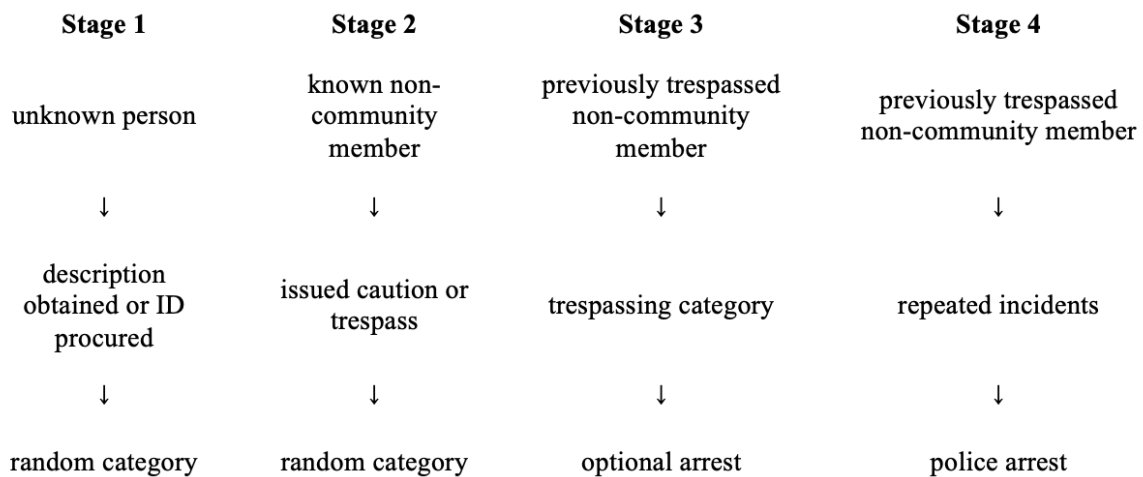 Stage 1
Stage 2
Stage 3
Stage 4
unknown person
known non-
community
member
previously trespassed
non-community
member
previously trespassed
non-community member
↓
↓
↓
↓
description
obtained or ID
procured
issued caution or
trespass
trespassing category
repeated incidents
↓
↓
↓
↓
random category
random category
optional arrest
police arrest